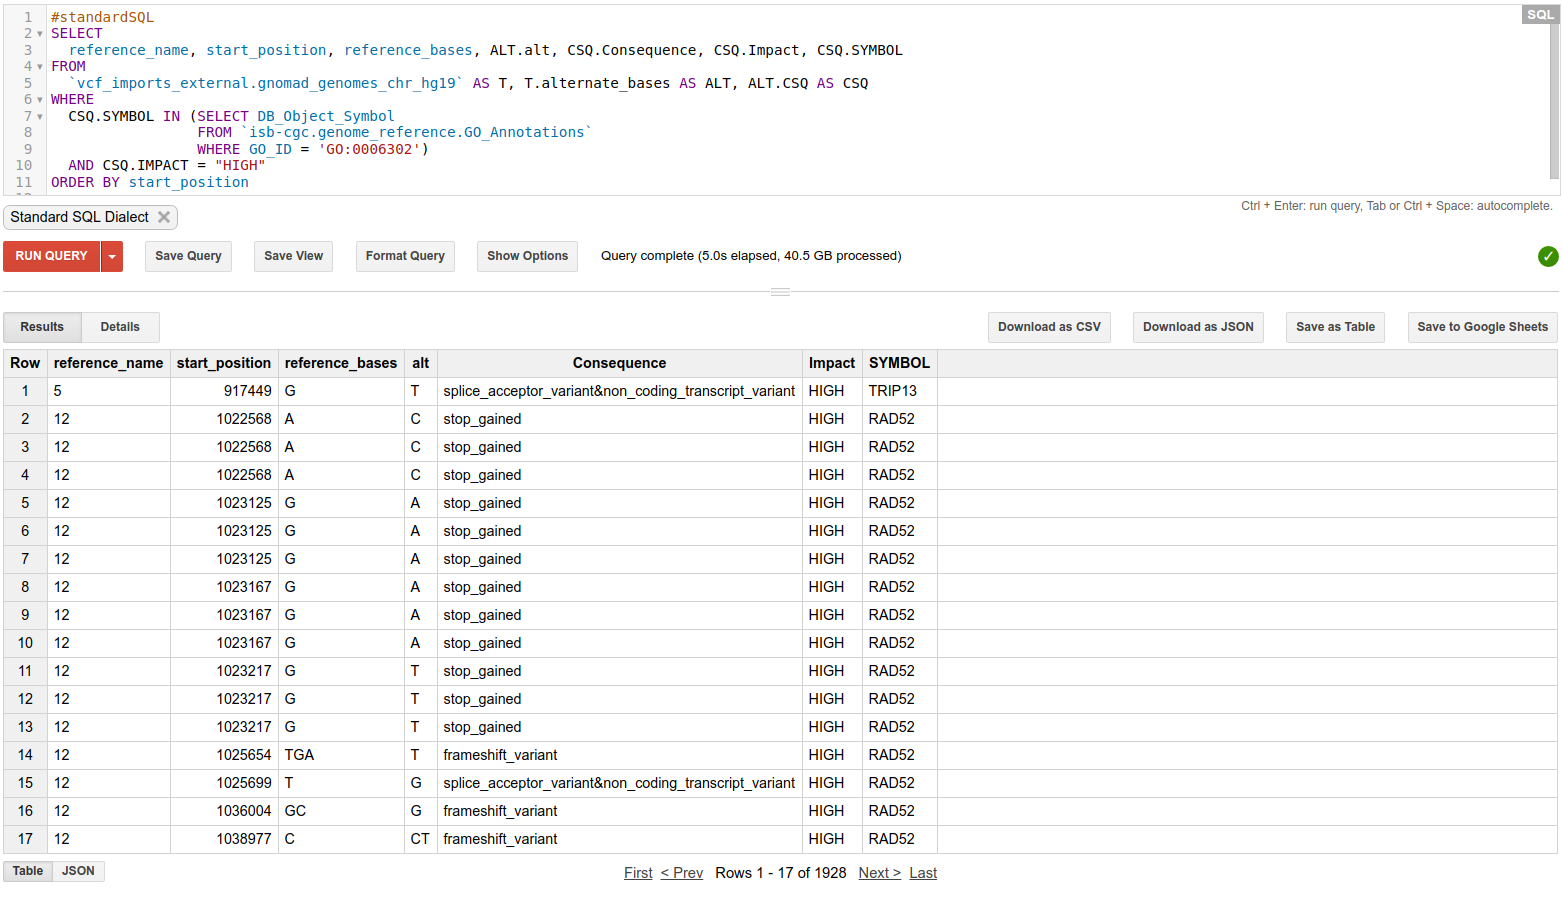 SQL
1 #standardSQL
2 SELECT
3 reference_name, start_position, reference_bases, ALT.alt, CSQ.Consequence, CSQ.Impact, CSQ.SYMBOL
4 FROM
5 `vcf_imports_external.gnomad_genomes_chr_hg19` AS T, T.alternate_bases AS ALT, ALT.CSQ AS CSQ
6 WHERE
7 CSQ.SYMBOL IN (SELECT DB_Object_Symbol
8 FROM `isb-cgc.genome_reference.GO_Annotations`
9 WHERE GO_ID = 'GO:0006302')
10 AND CSQ.IMPACT = "HIGH"
11 ORDER BY start_position
Standard SQL Dialect
Ctrl + Enter: run query, Tab or Ctrl + Space: autocomplete.
RUN QUERY Save Query Save View Format Query Show Options Query complete (5.0s elapsed, 40.5 GB processed)
Results Details Download as CSV Download as JSON Save as Table Save to Google Sheets
Row reference_name start_position reference_bases alt Consequence Impact SYMBOL
1 5 917449 G T splice_acceptor_variant&non_coding_transcript_variant HIGH TRIP13
2 12 1022568 A C stop_gained HIGH RAD52
3 12 1022568 A C stop_gained HIGH RAD52
4 12 1022568 A C stop_gained HIGH RAD52
5 12 1023125 G A stop_gained HIGH RAD52
6 12 1023125 G A stop_gained HIGH RAD52
7 12 1023125 G A stop_gained HIGH RAD52
8 12 1023167 G A stop_gained HIGH RAD52
9 12 1023167 G A stop_gained HIGH RAD52
10 12 1023167 G A stop_gained HIGH RAD52
11 12 1023217 G T stop_gained HIGH RAD52
12 12 1023217 G T stop_gained HIGH RAD52
13 12 1023217 G T stop_gained HIGH RAD52
14 12 1025654 TGA T frameshift_variant HIGH RAD52
15 12 1025699 T G splice_acceptor_variant&non_coding_transcript_variant HIGH RAD52
16 12 1036004 GC G frameshift_variant HIGH RAD52
17 12 1038977 C CT frameshift_variant HIGH RAD52
Table JSON First < Prev Rows 1 - 17 of 1928 Next > Last